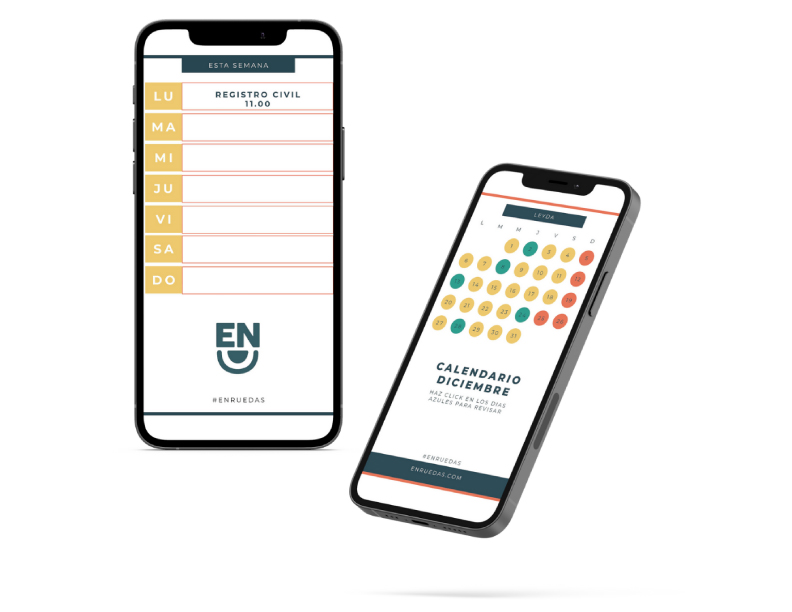 ESTA SEMANA
LU
REGISTRO CIVIL
11.00
MA
MI
JU
VI
SA
DO
EN
#ENRUEDAS
LEYDA
L M M J V S D
1 2 3 4 5
6 7 8 9 10 11 12
13 14 15 16 17 18 19
20 21 22 23 24 25 26
27 28 29 30 31
CALENDARIO
DICIEMBRE
HAZ CLICK EN LOS DIAS
AZULES PARA REVISAR
#ENRUEDAS
ENRUEDAS.COM